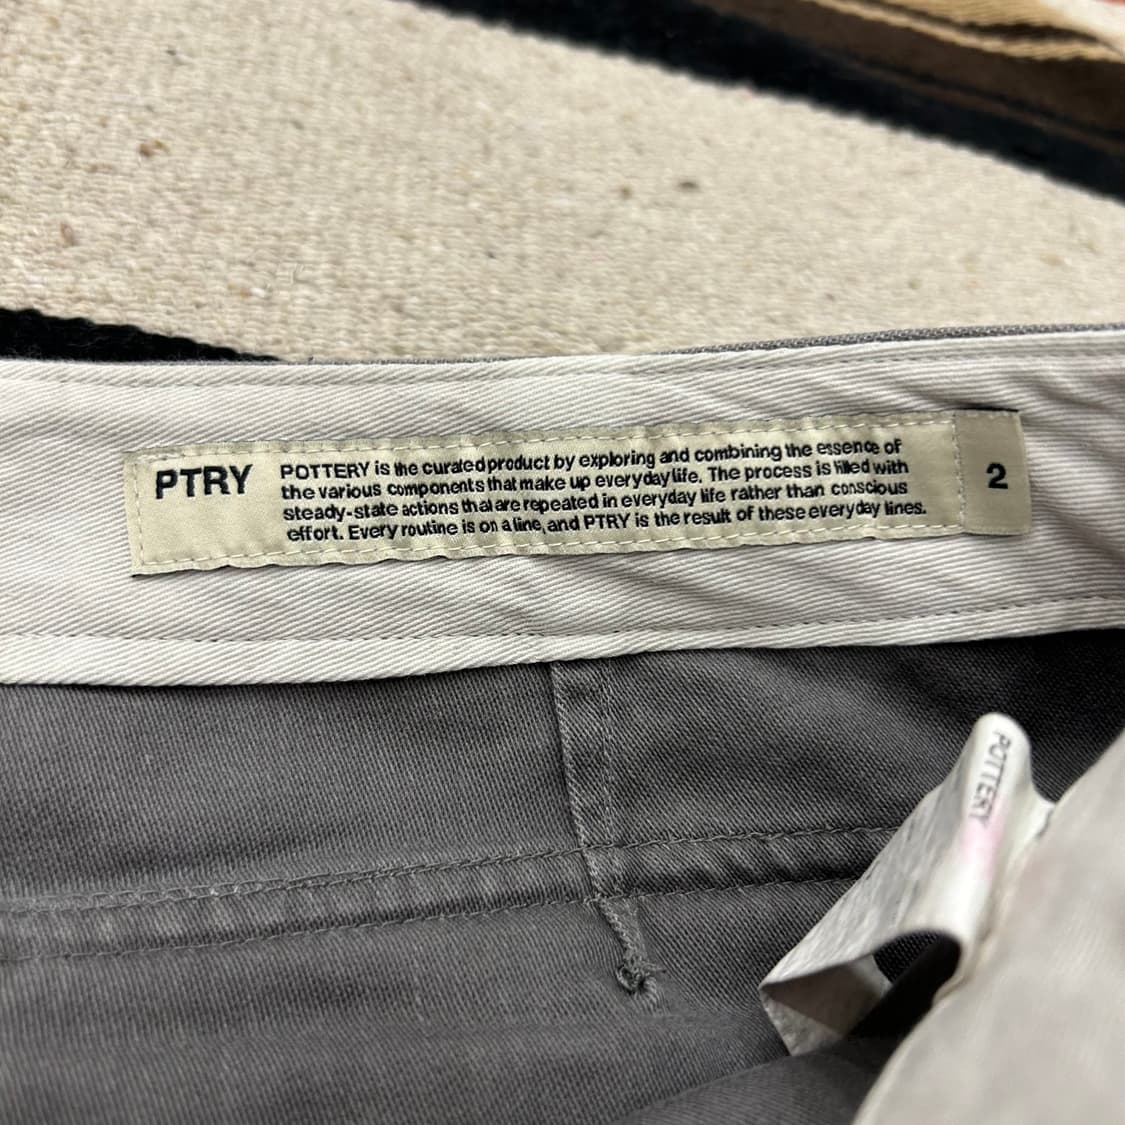 PTRY
POTTERY is the curated product by exploring and combining the essence of
the various components that make up everyday life. The process is filled with
steady-state actions that are repeated in everyday life rather than conscious
effort. Every routine is on a line, and PTRY is the result of these everyday lines.
2
POTTERY